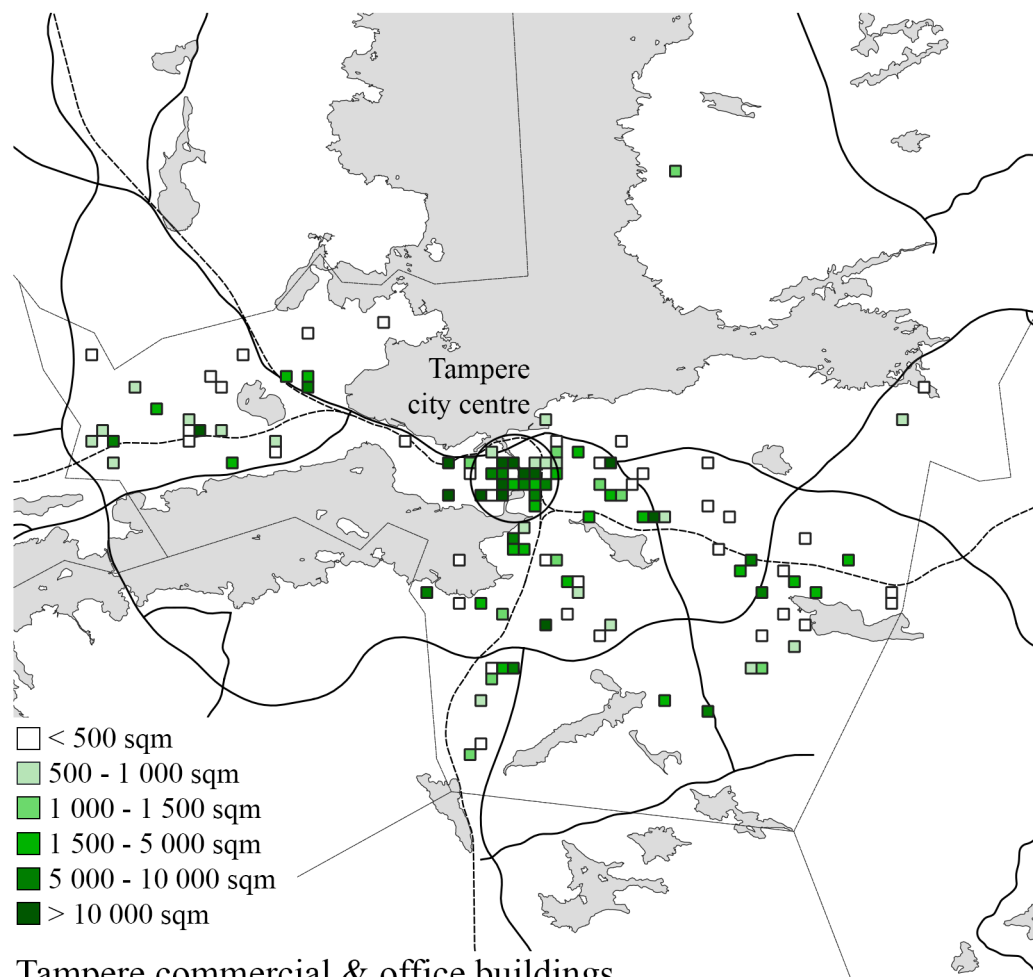 Tampere
city centre
< 500 sqm
500 - 1 000 sqm
1 000 - 1 500 sqm
1 500 - 5 000 sqm
5 000 - 10 000 sqm
> 10 000 sqm
Tampere commercial & office buildings